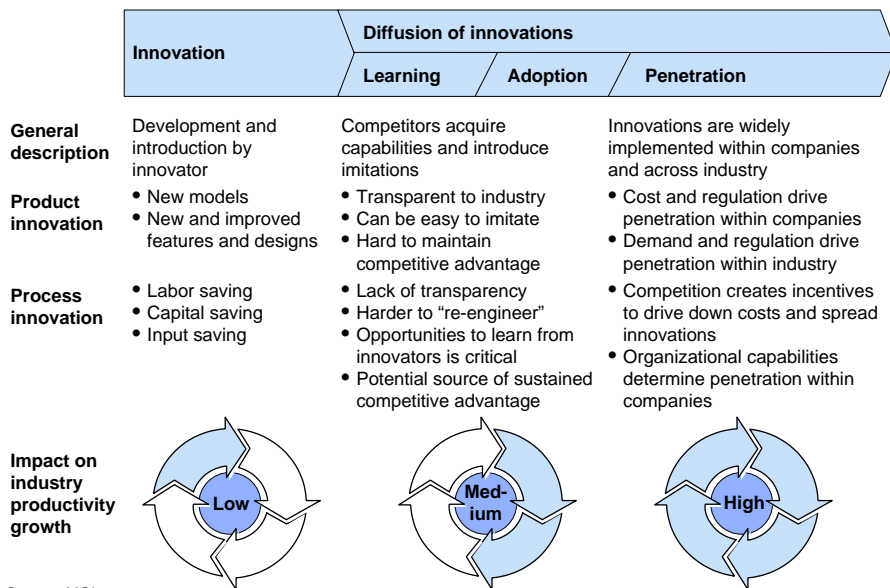 Innovation
Diffusion of innovations
Learning
Adoption
Penetration
General
description
Development and
introduction by
innovator
Competitors acquire
capabilities and introduce
imitations
Innovations are widely
implemented within companies
and across industry
Product
innovation
• New models
• New and improved
features and designs
• Transparent to industry
• Can be easy to imitate
• Hard to maintain
competitive advantage
• Cost and regulation drive
penetration within companies
• Demand and regulation drive
penetration within industry
Process
innovation
• Labor saving
• Capital saving
• Input saving
• Lack of transparency
• Harder to “re-engineer”
• Opportunities to learn from
innovators is critical
• Potential source of sustained
competitive advantage
• Competition creates incentives
to drive down costs and spread
innovations
• Organizational capabilities
determine penetration within
companies
Impact on
industry
productivity
growth
Low
Med-
ium
High